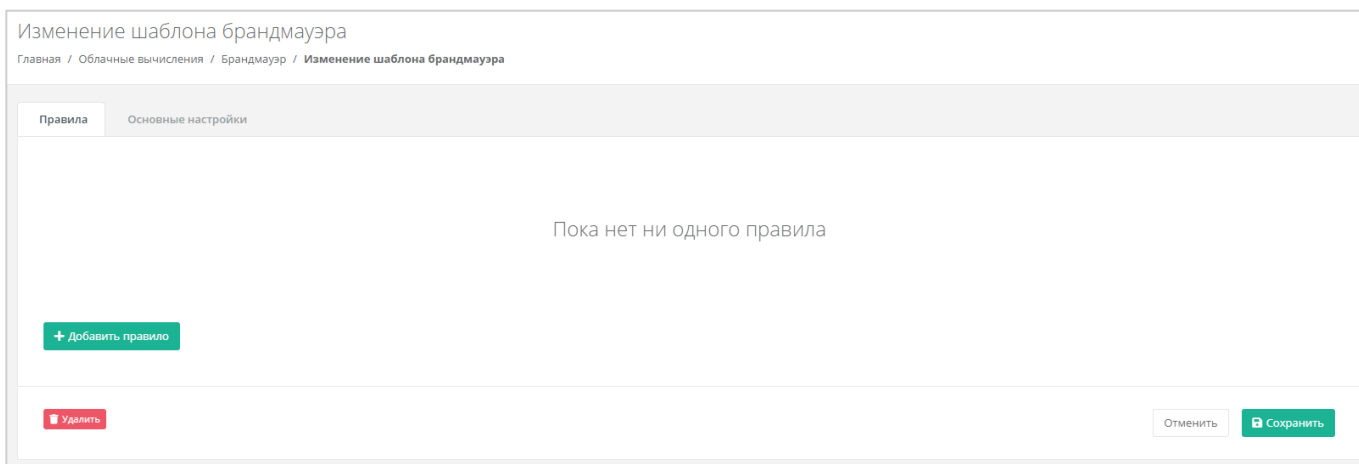 Изменение шаблона брандмауэра
Главная / Облачные вычисления / Брандмауэр / Изменение шаблона брандмауэра
Правила Основные настройки
Пока нет ни одного правила
+ Добавить правило
Удалить Отменить Сохранить